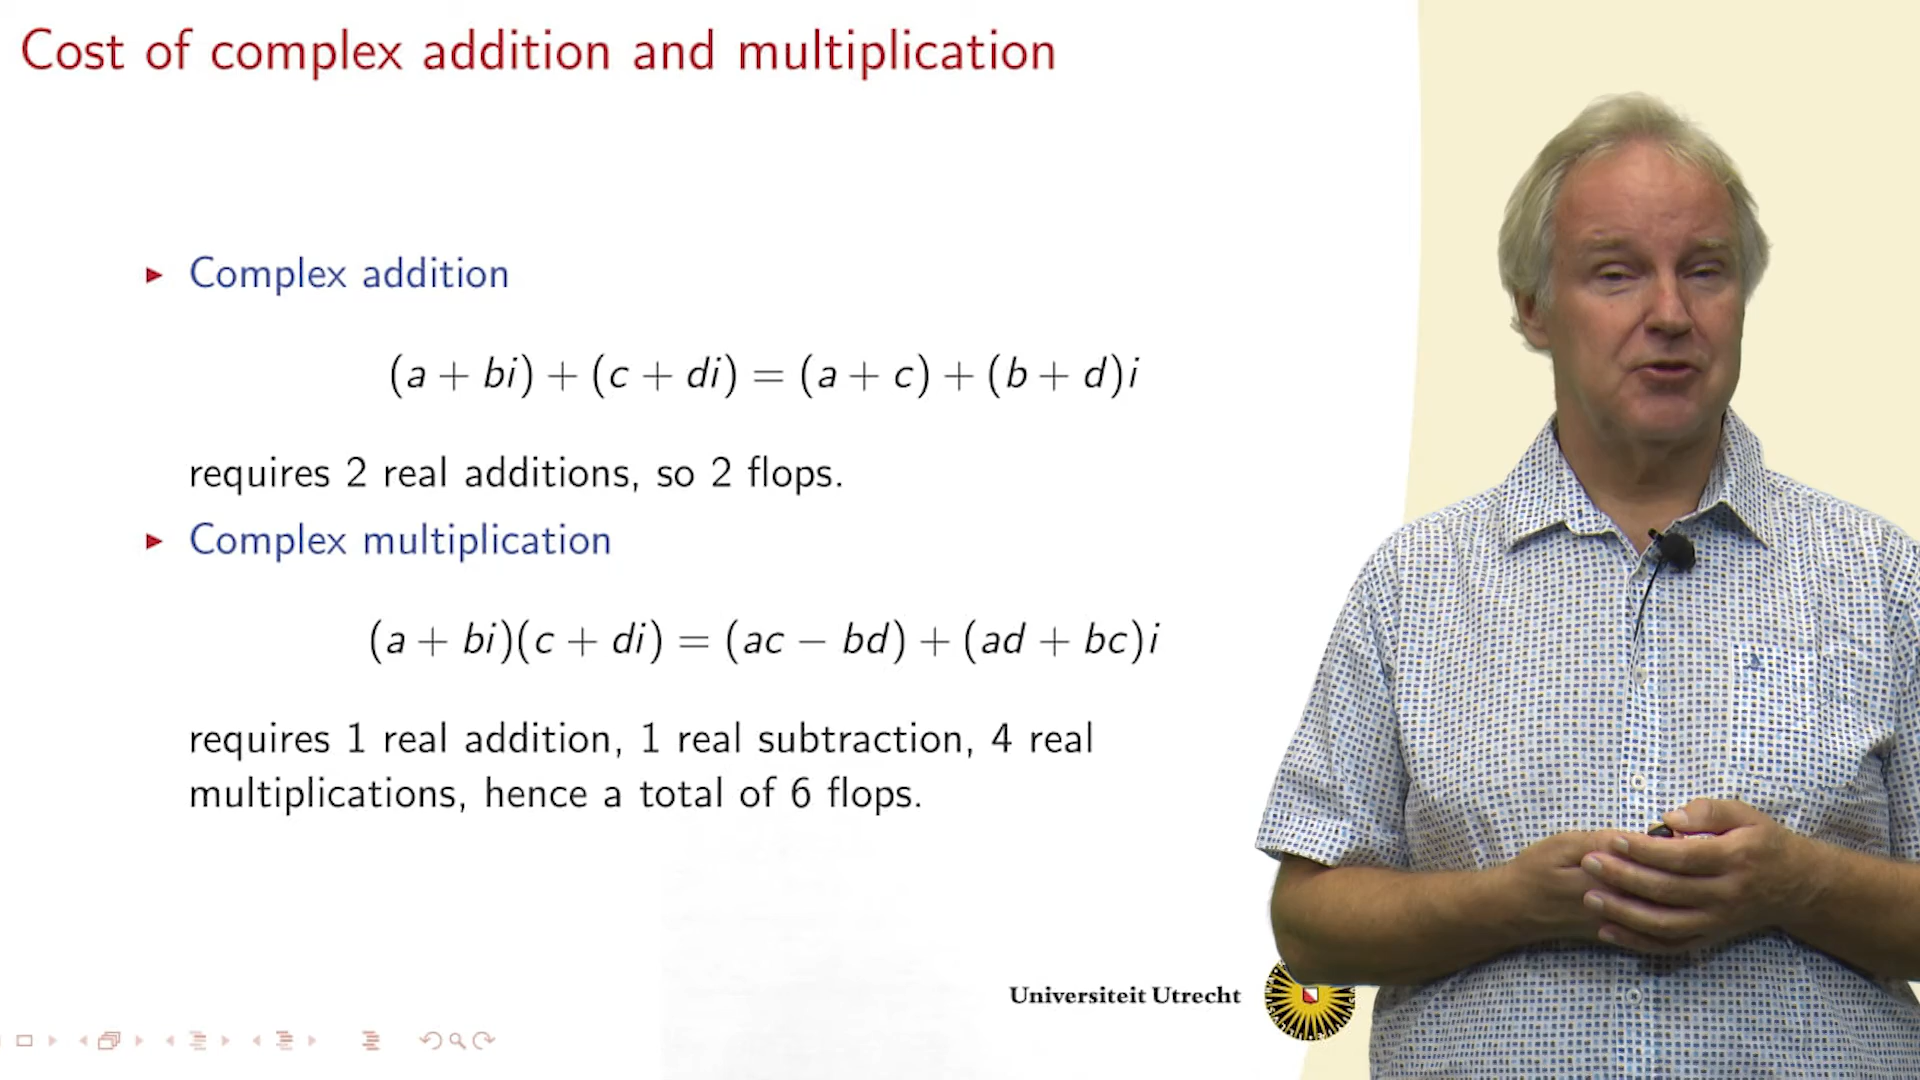 Cost of complex addition and multiplication
▶ Complex addition
(a + bi) + (c + di) = (a + c) + (b + d)i
requires 2 real additions, so 2 flops.
▶ Complex multiplication
(a + bi)(c + di) = (ac − bd) + (ad + bc)i
requires 1 real addition, 1 real subtraction, 4 real
multiplications, hence a total of 6 flops.
Universiteit Utrecht